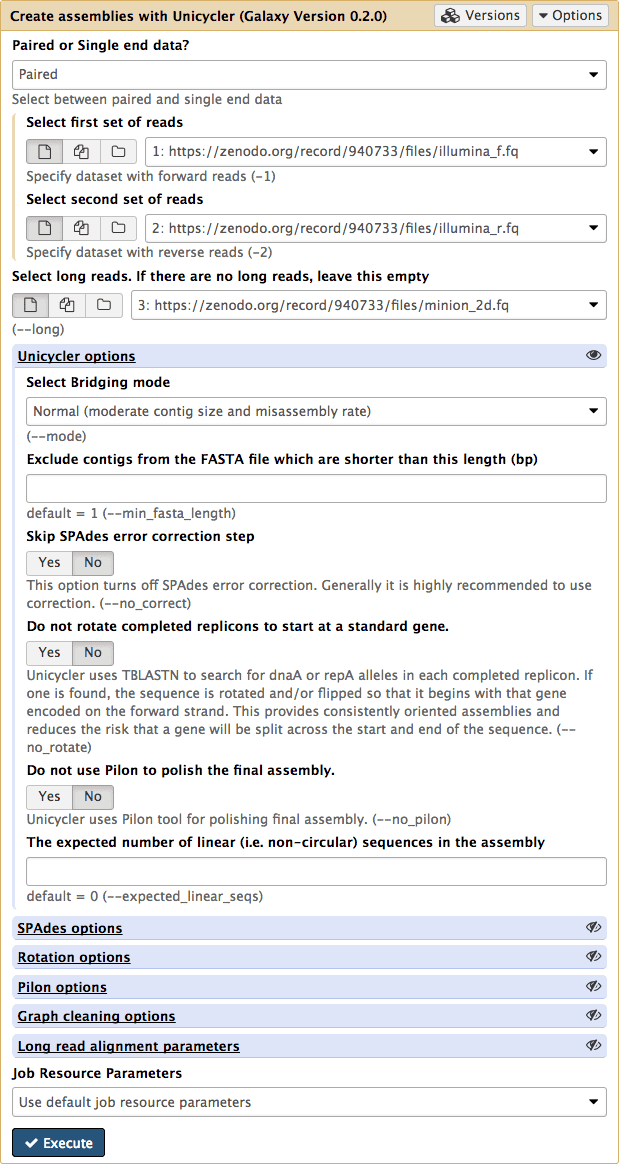 Create assemblies with Unicycler (Galaxy Version 0.2.0) Versions Options
Paired or Single end data?
Paired
Select between paired and single end data
Select first set of reads
1: https://zenodo.org/record/940733/files/illumina_f.fq
Specify dataset with forward reads (-1)
Select second set of reads
2: https://zenodo.org/record/940733/files/illumina_r.fq
Specify dataset with reverse reads (-2)
Select long reads. If there are no long reads, leave this empty
3: https://zenodo.org/record/940733/files/minion_2d.fq
(--long)
Unicycler options
Select Bridging mode
Normal (moderate contig size and misassembly rate)
(--mode)
Exclude contigs from the FASTA file which are shorter than this length (bp)
default = 1 (--min_fasta_length)
Skip SPAdes error correction step
Yes No
This option turns off SPAdes error correction. Generally it is highly recommended to use
correction. (--no_correct)
Do not rotate completed replicons to start at a standard gene.
Yes No
Unicycler uses TBLASTN to search for dnaA or repA alleles in each completed replicon. If
one is found, the sequence is rotated and/or flipped so that it begins with that gene
encoded on the forward strand. This provides consistently oriented assemblies and
reduces the risk that a gene will be split across the start and end of the sequence. (--
no_rotate)
Do not use Pilon to polish the final assembly.
Yes No
Unicycler uses Pilon tool for polishing final assembly. (--no_pilon)
The expected number of linear (i.e. non-circular) sequences in the assembly
default = 0 (--expected_linear_seqs)
SPAdes options
Rotation options
Pilon options
Graph cleaning options
Long read alignment parameters
Job Resource Parameters
Use default job resource parameters
Execute